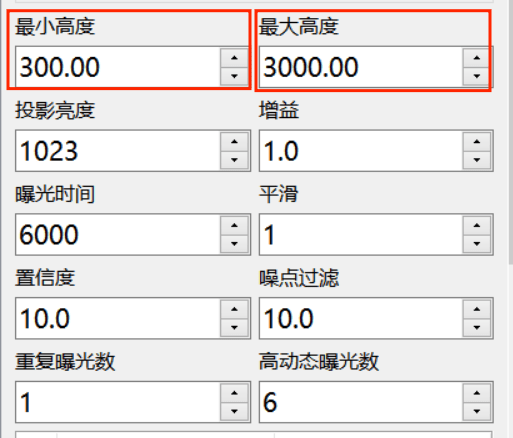 最小高度 最大高度
300.00 3000.00
投影亮度 增益
1023 1.0
曝光时间 平滑
6000 1
置信度 噪点过滤
10.0 10.0
重复曝光数 高动态曝光数
1 6